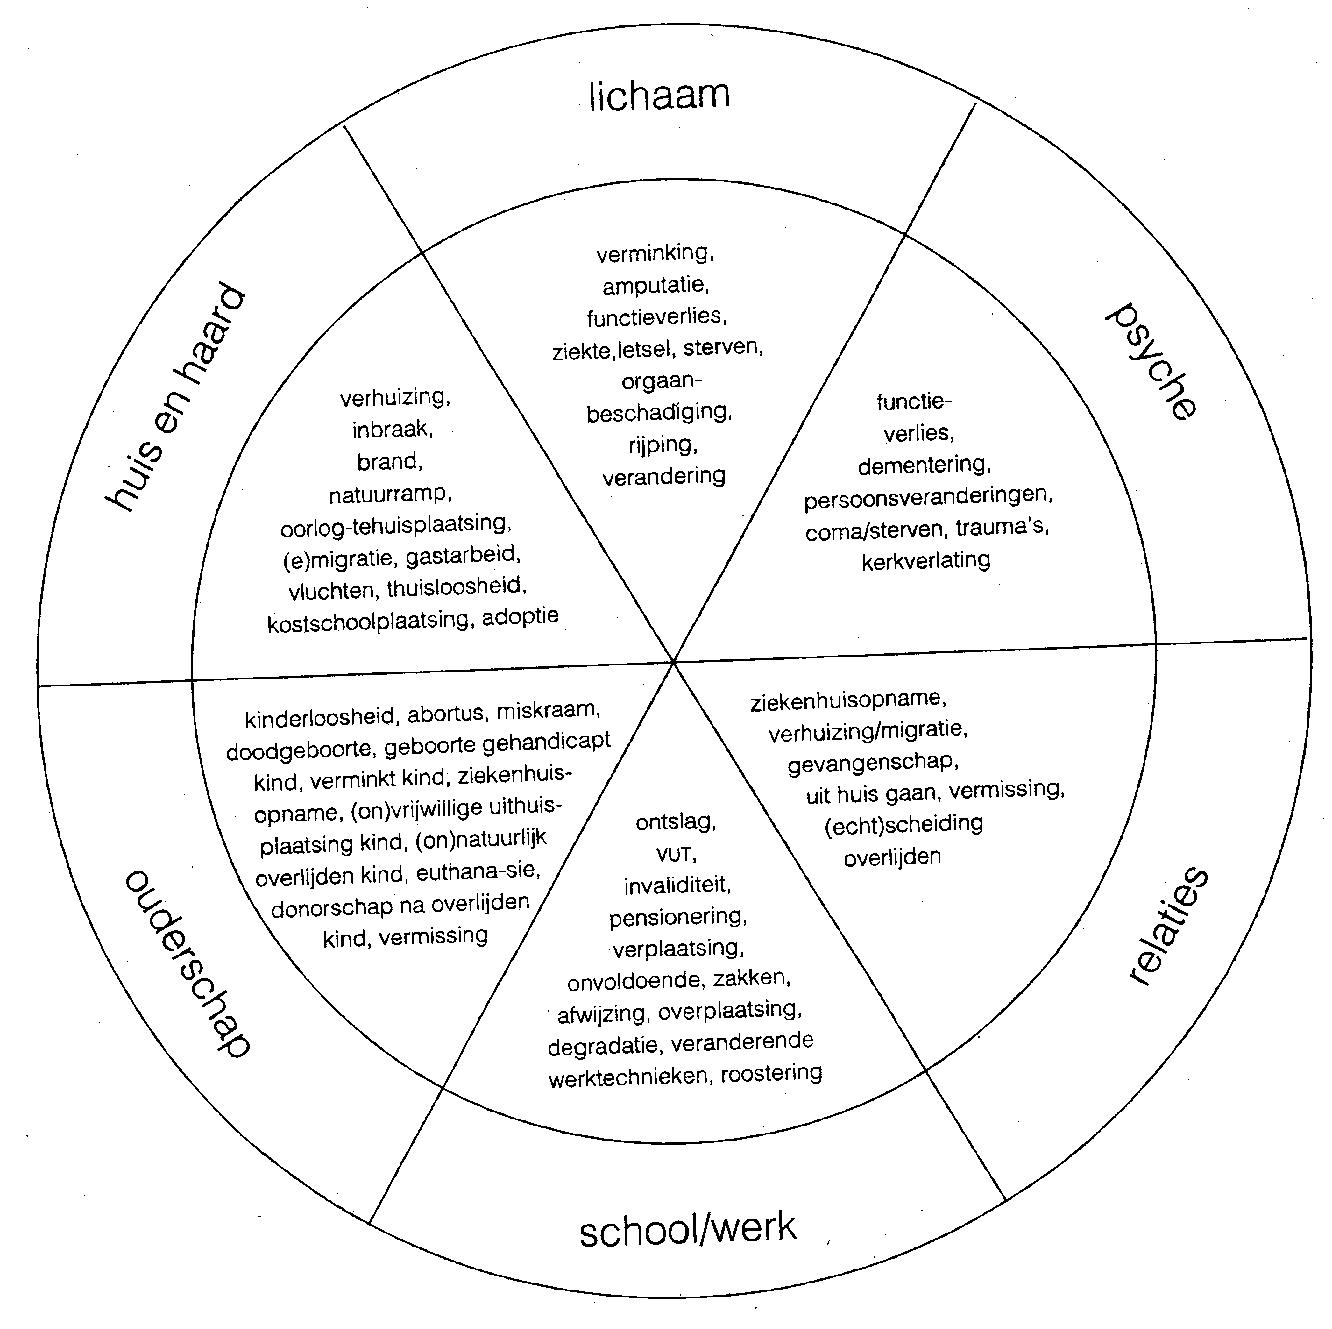 lichaam
verminking,
amputatie,
functieverlies,
ziekte,letsel, sterven,
orgaan-
beschadiging,
rijping,
verandering
psyche
functie-
verlies,
dementering,
persoonsveranderingen,
coma/sterven, trauma's,
kerkverlating
relaties
ziekenhuisopname,
verhuizing/migratie,
gevangenschap,
uit huis gaan, vermissing,
(echt)scheiding
overlijden
school/werk
ontslag,
VUT,
invaliditeit,
pensionering,
verplaatsing,
onvoldoende, zakken,
afwijzing, overplaatsing,
degradatie, veranderende
werktechnieken, roostering
ouderschap
kinderloosheid, abortus, miskraam,
doodgeboorte, geboorte gehandicapt
kind, verminkt kind, ziekenhuis-
opname, (on)vrijwillige uithuis-
plaatsing kind, (on)natuurlijk
overlijden kind, euthana-sie,
donorschap na overlijden
kind, vermissing
huis en haard
verhuizing,
inbraak,
brand,
natuurramp,
oorlog-tehuisplaatsing,
(e)migratie, gastarbeid,
vluchten, thuisloosheid,
kostschoolplaatsing, adoptie